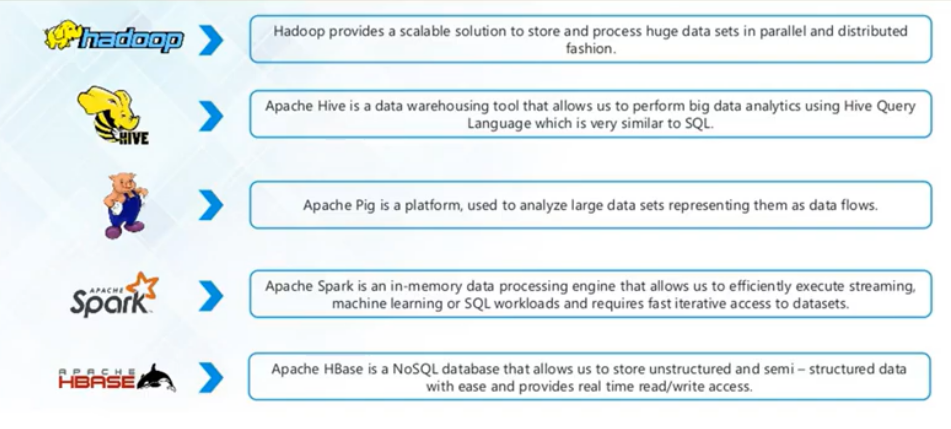 hadoop
Hadoop provides a scalable solution to store and process huge data sets in parallel and distributed
fashion.
HIVE
Apache Hive is a data warehousing tool that allows us to perform big data analytics using Hive Query
Language which is very similar to SQL.
Apache Pig is a platform, used to analyze large data sets representing them as data flows.
APACHE
Spark
Apache Spark is an in-memory data processing engine that allows us to efficiently execute streaming,
machine learning or SQL workloads and requires fast iterative access to datasets.
APACHE
HBASE
Apache HBase is a NoSQL database that allows us to store unstructured and semi – structured data
with ease and provides real time read/write access.